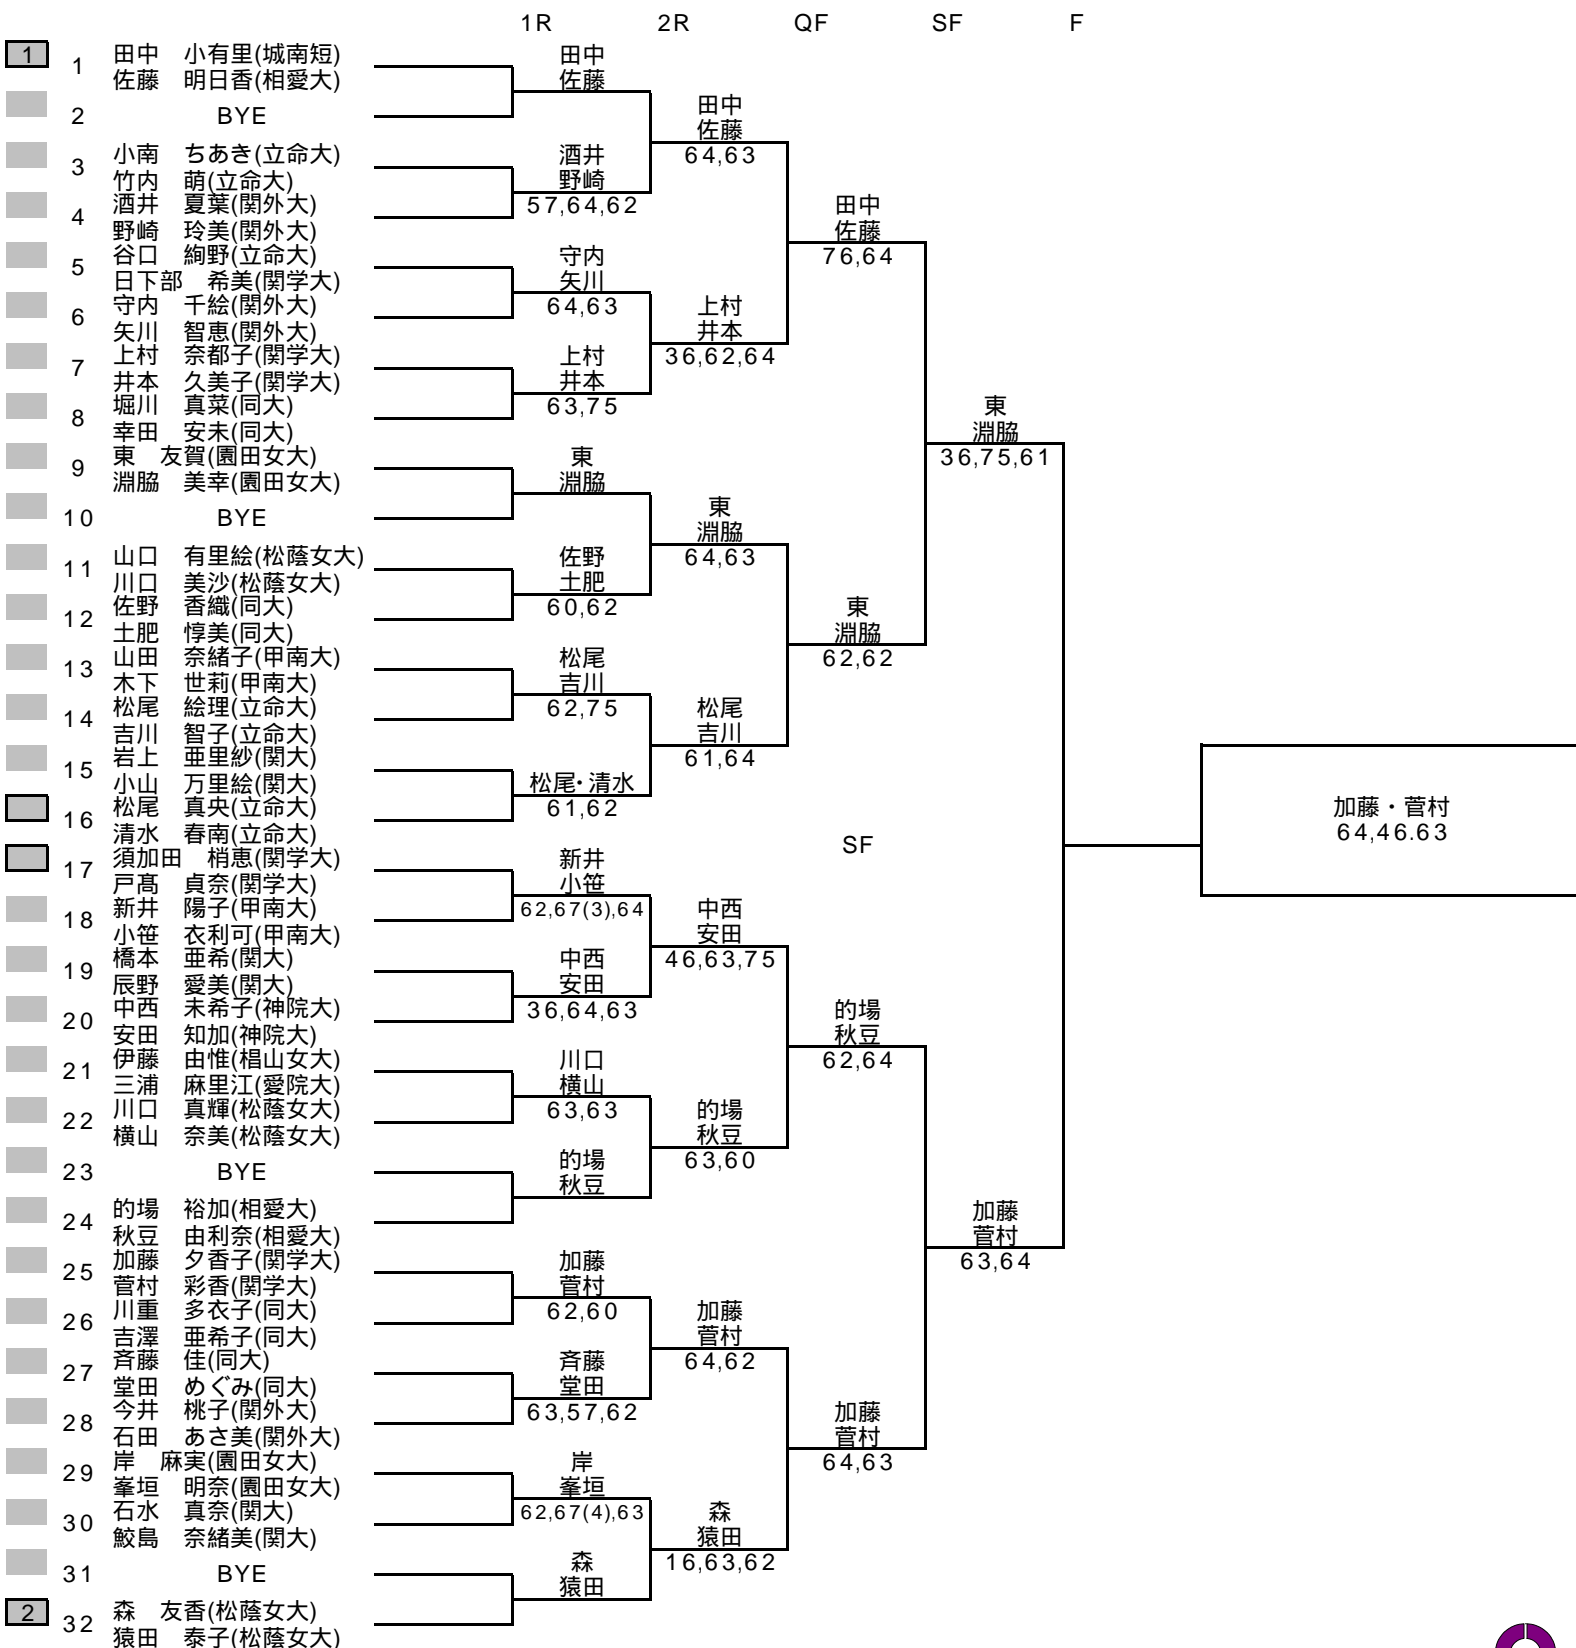 1R 2R QF SF F
1
1 田中　小有里(城南短)
佐藤　明日香(相愛大)
2 BYE
3 小南　ちあき(立命大)
竹内　萌(立命大)
4 酒井　夏葉(関外大)
野崎　玲美(関外大)
5 谷口　絢野(立命大)
日下部　希美(関学大)
6 守内　千絵(関外大)
矢川　智恵(関外大)
7 上村　奈都子(関学大)
井本　久美子(関学大)
8 堀川　真菜(同大)
幸田　安未(同大)
9 東　友賀(園田女大)
淵脇　美幸(園田女大)
10 BYE
11 山口　有里絵(松蔭女大)
川口　美沙(松蔭女大)
12 佐野　香織(同大)
土肥　惇美(同大)
13 山田　奈緒子(甲南大)
木下　世莉(甲南大)
14 松尾　絵理(立命大)
吉川　智子(立命大)
15 岩上　亜里紗(関大)
小山　万里絵(関大)
16 松尾　真央(立命大)
清水　春南(立命大)
17 須加田　梢恵(関学大)
戸髙　貞奈(関学大)
18 新井　陽子(甲南大)
小笹　衣利可(甲南大)
19 橋本　亜希(関大)
辰野　愛美(関大)
20 中西　未希子(神院大)
安田　知加(神院大)
21 伊藤　由惟(椙山女大)
三浦　麻里江(愛院大)
22 川口　真輝(松蔭女大)
横山　奈美(松蔭女大)
23 BYE
24 的場　裕加(相愛大)
秋豆　由利奈(相愛大)
25 加藤　夕香子(関学大)
菅村　彩香(関学大)
26 川重　多衣子(同大)
吉澤　亜希子(同大)
27 斉藤　佳(同大)
堂田　めぐみ(同大)
28 今井　桃子(関外大)
石田　あさ美(関外大)
29 岸　麻実(園田女大)
峯垣　明奈(園田女大)
30 石水　真奈(関大)
鮫島　奈緒美(関大)
31 BYE
2
32 森　友香(松蔭女大)
猿田　泰子(松蔭女大)
田中
佐藤
酒井
野崎
57,64,62
守内
矢川
64,63
上村
井本
63,75
東
淵脇
佐野
土肥
60,62
松尾
吉川
62,75
松尾・清水
61,62
新井
小笹
62,67(3),64
中西
安田
36,64,63
川口
横山
63,63
的場
秋豆
加藤
菅村
62,60
斉藤
堂田
63,57,62
岸
峯垣
62,67(4),63
森
猿田
田中
佐藤
64,63
上村
井本
36,62,64
東
淵脇
64,63
松尾
吉川
61,64
中西
安田
46,63,75
的場
秋豆
63,60
加藤
菅村
64,62
森
猿田
16,63,62
田中
佐藤
76,64
東
淵脇
62,62
SF
的場
秋豆
62,64
加藤
菅村
64,63
東
淵脇
36,75,61
加藤
菅村
63,64
加藤・菅村
64,46.63